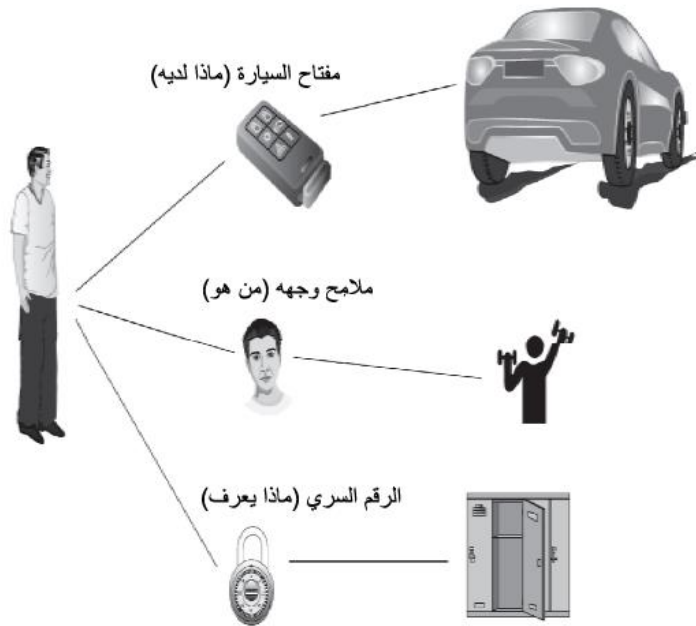 مفتاح السيارة (ماذا لديه)
ملامح وجهه (من هو)
الرقم السري (ماذا يعرف)